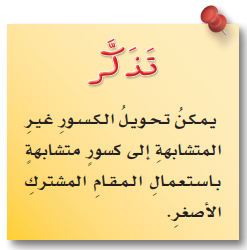 تَذَكَّر
يمكنُ تحويلُ الكسورِ غيرِ
المتشابهةِ إلى كسورٍ متشابهةٍ
باستعمالِ المقامِ المشتركِ
الأصغرِ.